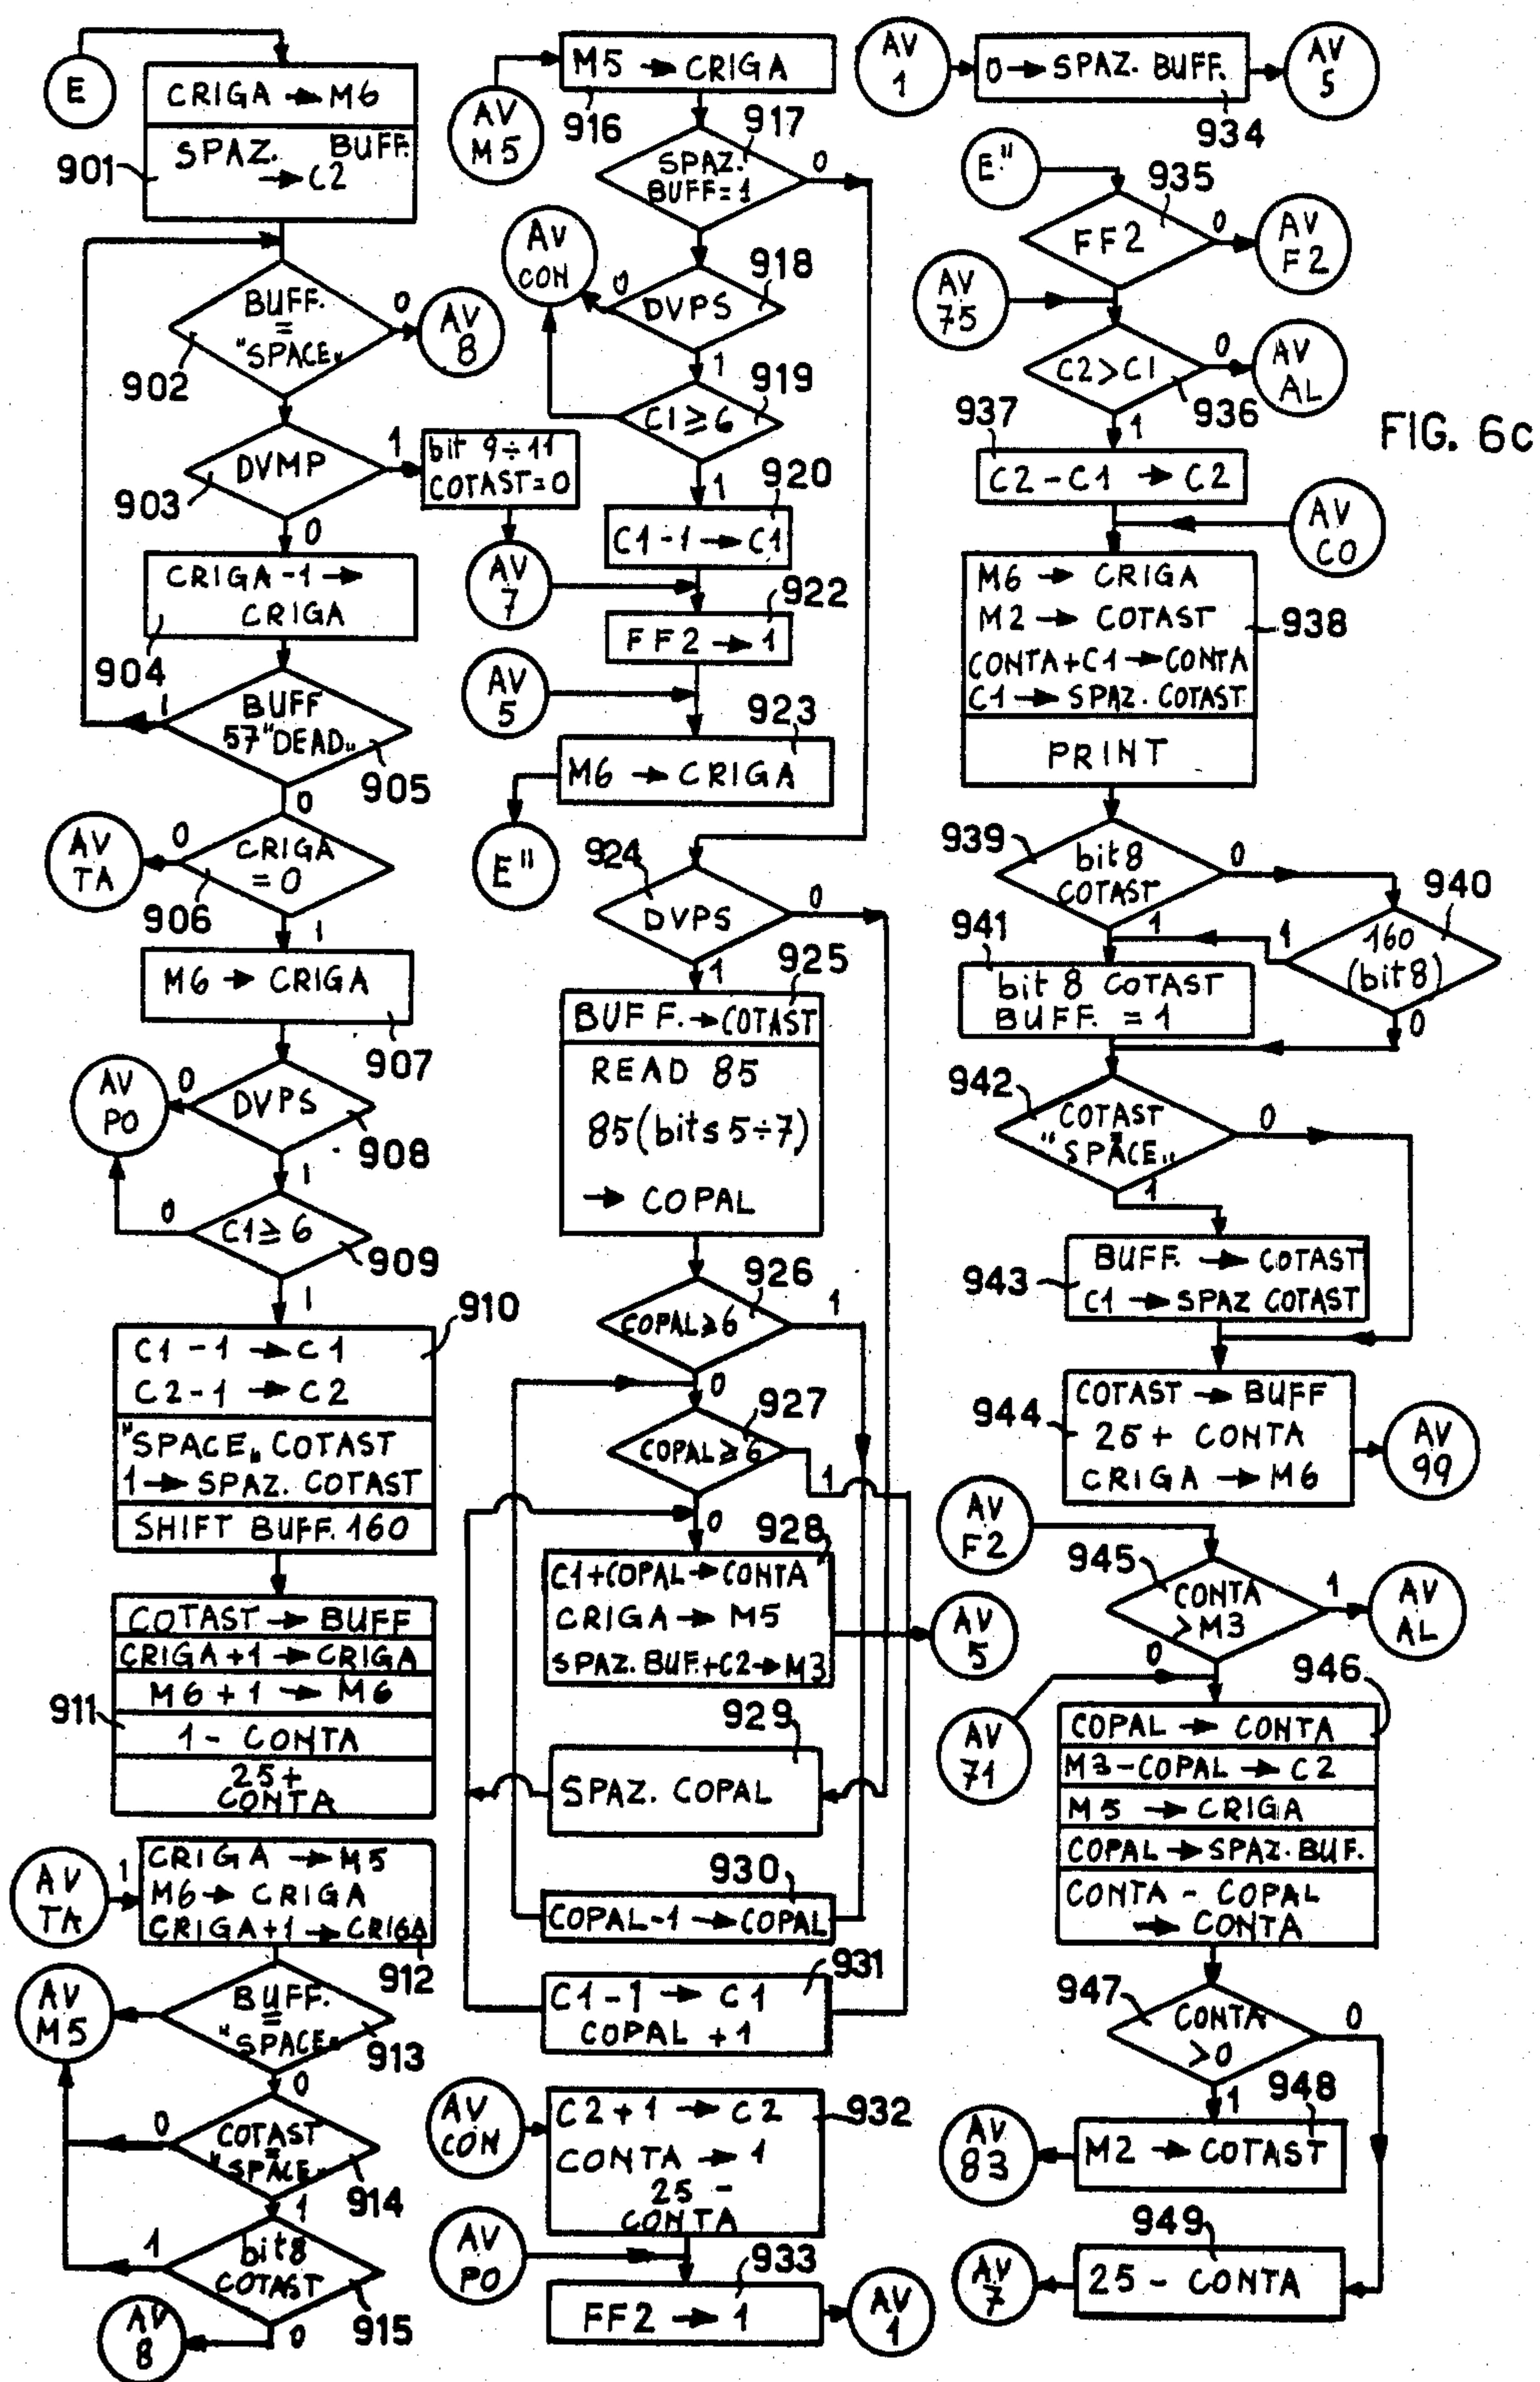 E
CRIGA → M6
SPAZ. BUFF.
→ C2
901
BUFF.
=
"SPACE„
0
AV
8
902
DVMP
1
903
0
bit 9÷11
COTAST=0
CRIGA-1 →
CRIGA
904
BUFF
57"DEAD„
1
905
0
CRIGA
=0
0
AV
TA
906
1
M6 → CRIGA
907
DVPS
0
AV
PO
908
1
C1≥6
0
909
1
C1-1 → C1
C2-1 → C2
"SPACE„ COTAST
1 → SPAZ. COTAST
SHIFT BUFF. 160
910
COTAST → BUFF
CRIGA+1 → CRIGA
M6+1 → M6
1- CONTA
25+
CONTA
911
AV
TA
1
CRIGA → M5
M6 → CRIGA
CRIGA+1 → CRIGA
912
AV
M5
BUFF.
=
"SPACE„
913
0
COTAST
=
"SPACE„
0
914
1
bit8
COTAST
1
915
0
AV
8
AV
M5
M5 → CRIGA
916
917
SPAZ.
BUFF=1
0
AV
CON
918
DVPS
0
1
919
C1≥6
1
920
C1-1 → C1
AV
7
922
FF2 → 1
AV
5
923
M6 → CRIGA
E"
924
DVPS
0
1
925
BUFF. → COTAST
READ 85
85(bits 5÷7)
→ COPAL
926
COPAL≥6
1
0
927
COPAL≥6
1
0
928
C1+COPAL → CONTA
CRIGA → M5
SPAZ.BUF.+C2 → M3
AV
5
929
SPAZ. COPAL
930
COPAL-1 → COPAL
931
C1-1 → C1
COPAL +1
AV
CON
C2+1 → C2
CONTA → 1
25 -
CONTA
932
AV
PO
933
FF2 → 1
AV
1
AV
1
0 → SPAZ. BUFF.
934
AV
5
E"
935
FF2
0
AV
F2
AV
75
C2>C1
0
AV
AL
936
1
937
C2-C1 → C2
AV
CO
M6 → CRIGA
M2 → COTAST
CONTA+C1 → CONTA
C1 → SPAZ. COTAST
PRINT
938
939
bit8
COTAST
0
1
940
160
(bit8)
1
0
941
bit 8 COTAST
BUFF. = 1
942
COTAST
=
"SPACE„
0
1
943
BUFF. → COTAST
C1 → SPAZ COTAST
944
COTAST → BUFF
25+ CONTA
CRIGA → M6
AV
99
AV
F2
945
CONTA
>M3
1
AV
AL
0
AV
71
946
COPAL → CONTA
M3-COPAL → C2
M5 → CRIGA
COPAL → SPAZ.BUF.
CONTA - COPAL
→ CONTA
947
CONTA
>0
0
1
948
M2 → COTAST
AV
83
949
25 - CONTA
AV
7
FIG. 6c